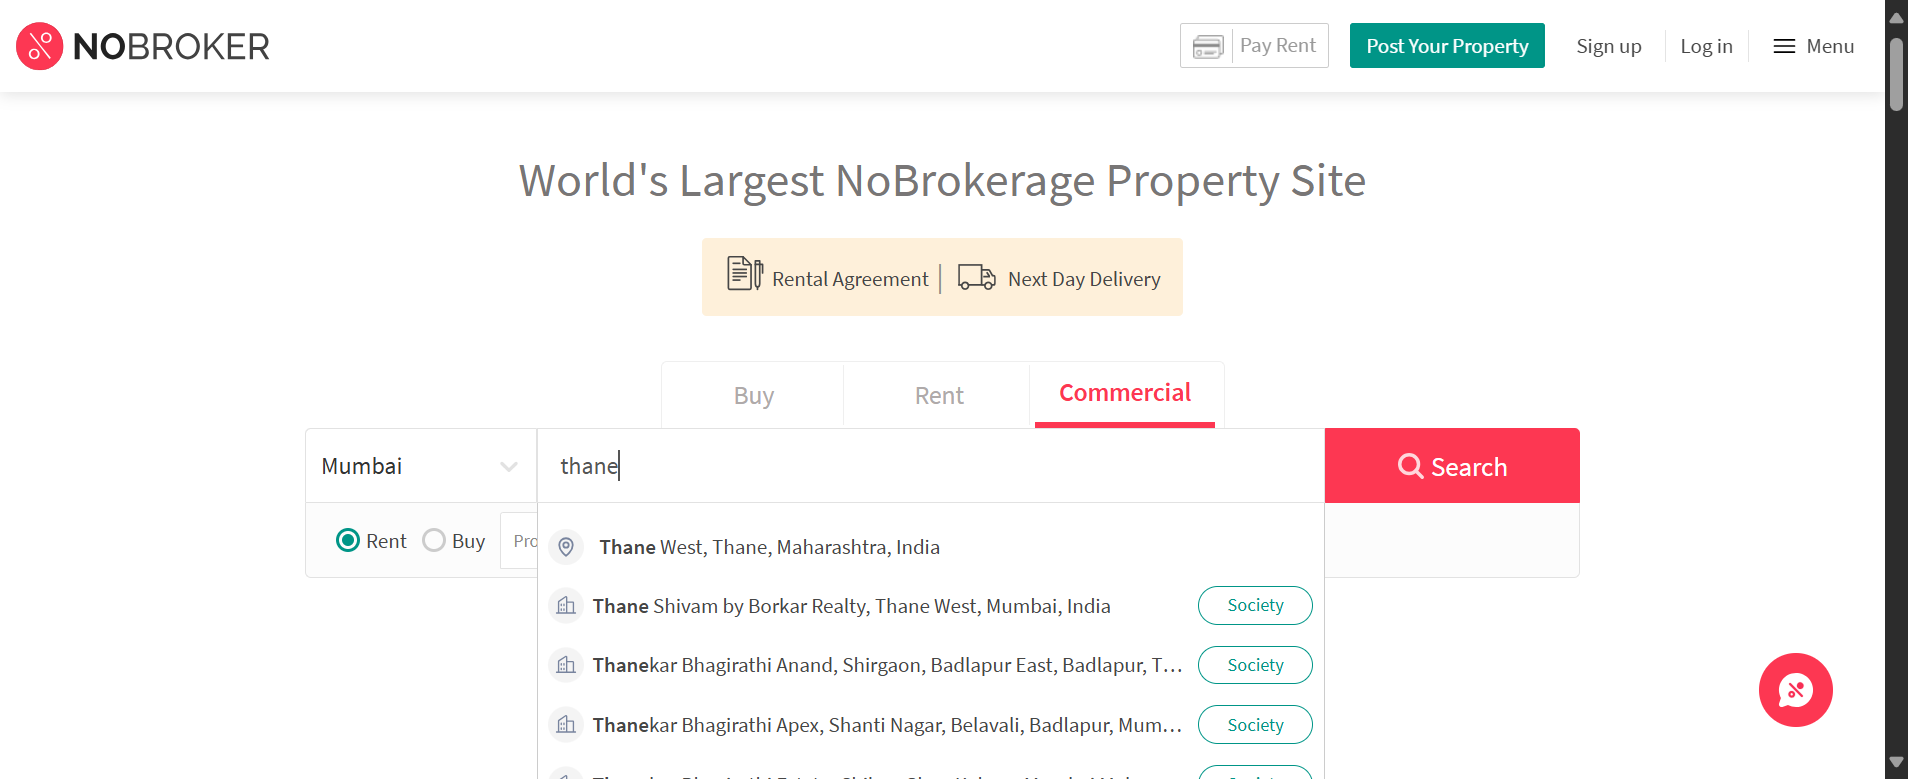 NOBROKER
Pay Rent
Post Your Property
Sign up
Log in
Menu
World's Largest NoBrokerage Property Site
Rental Agreement
Next Day Delivery
Buy
Rent
Commercial
Mumbai
thane
Search
Rent
Buy
Pro
Thane West, Thane, Maharashtra, India
Thane Shivam by Borkar Realty, Thane West, Mumbai, India
Society
Thanekar Bhagirathi Anand, Shirgaon, Badlapur East, Badlapur, T...
Society
Thanekar Bhagirathi Apex, Shanti Nagar, Belavali, Badlapur, Mum...
Society